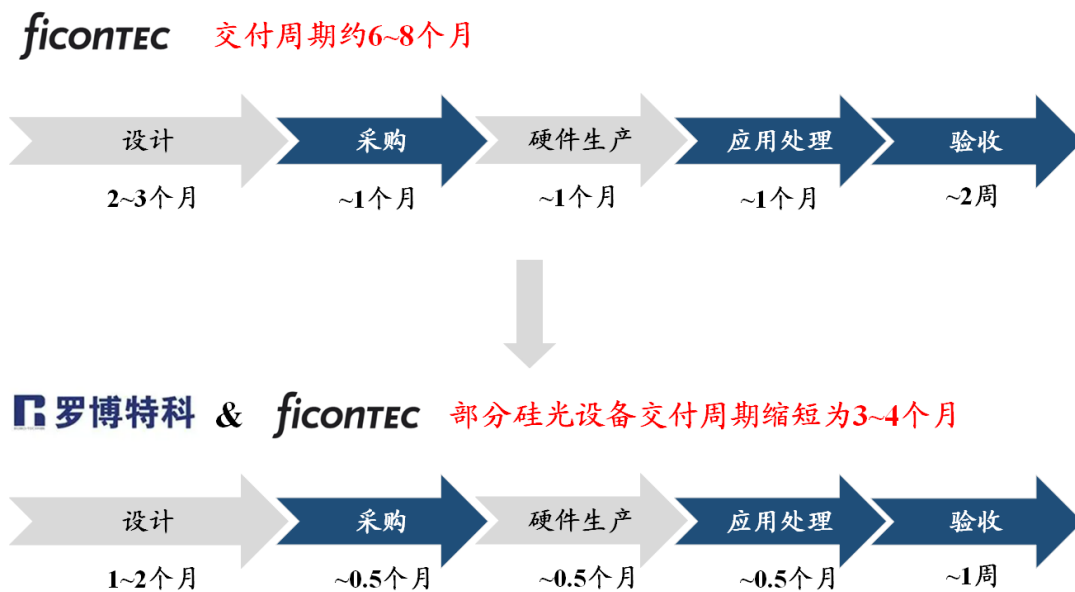 ficonTEC 交付周期约6~8个月
设计 采购 硬件生产 应用处理 验收
2~3个月 ~1个月 ~1个月 ~1个月 ~2周
罗博特科 & ficonTEC 部分硅光设备交付周期缩短为3~4个月
设计 采购 硬件生产 应用处理 验收
1~2个月 ~0.5个月 ~0.5个月 ~0.5个月 ~1周